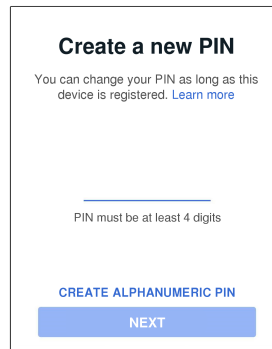 Create a new PIN
You can change your PIN as long as this
device is registered. Learn more
PIN must be at least 4 digits
CREATE ALPHANUMERIC PIN
NEXT